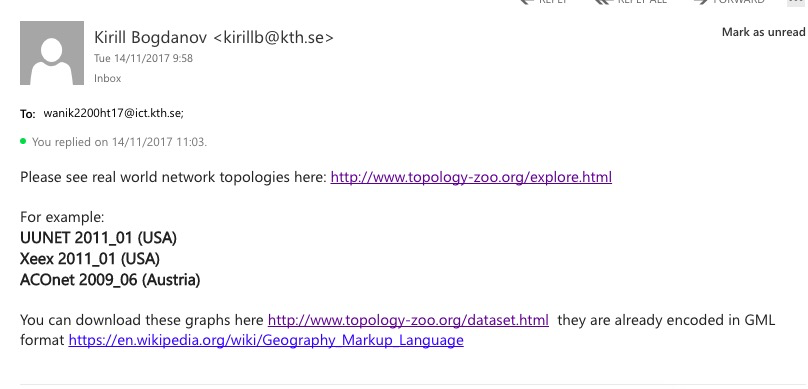 Kirill Bogdanov <kirillb@kth.se>
Mark as unread
Tue 14/11/2017 9:58
Inbox
To: wanik2200ht17@ict.kth.se;
You replied on 14/11/2017 11:03.
Please see real world network topologies here: http://www.topology-zoo.org/explore.html
For example:
UUNET 2011_01 (USA)
Xeex 2011_01 (USA)
ACOnet 2009_06 (Austria)
You can download these graphs here http://www.topology-zoo.org/dataset.html they are already encoded in GML
format https://en.wikipedia.org/wiki/Geography_Markup_Language